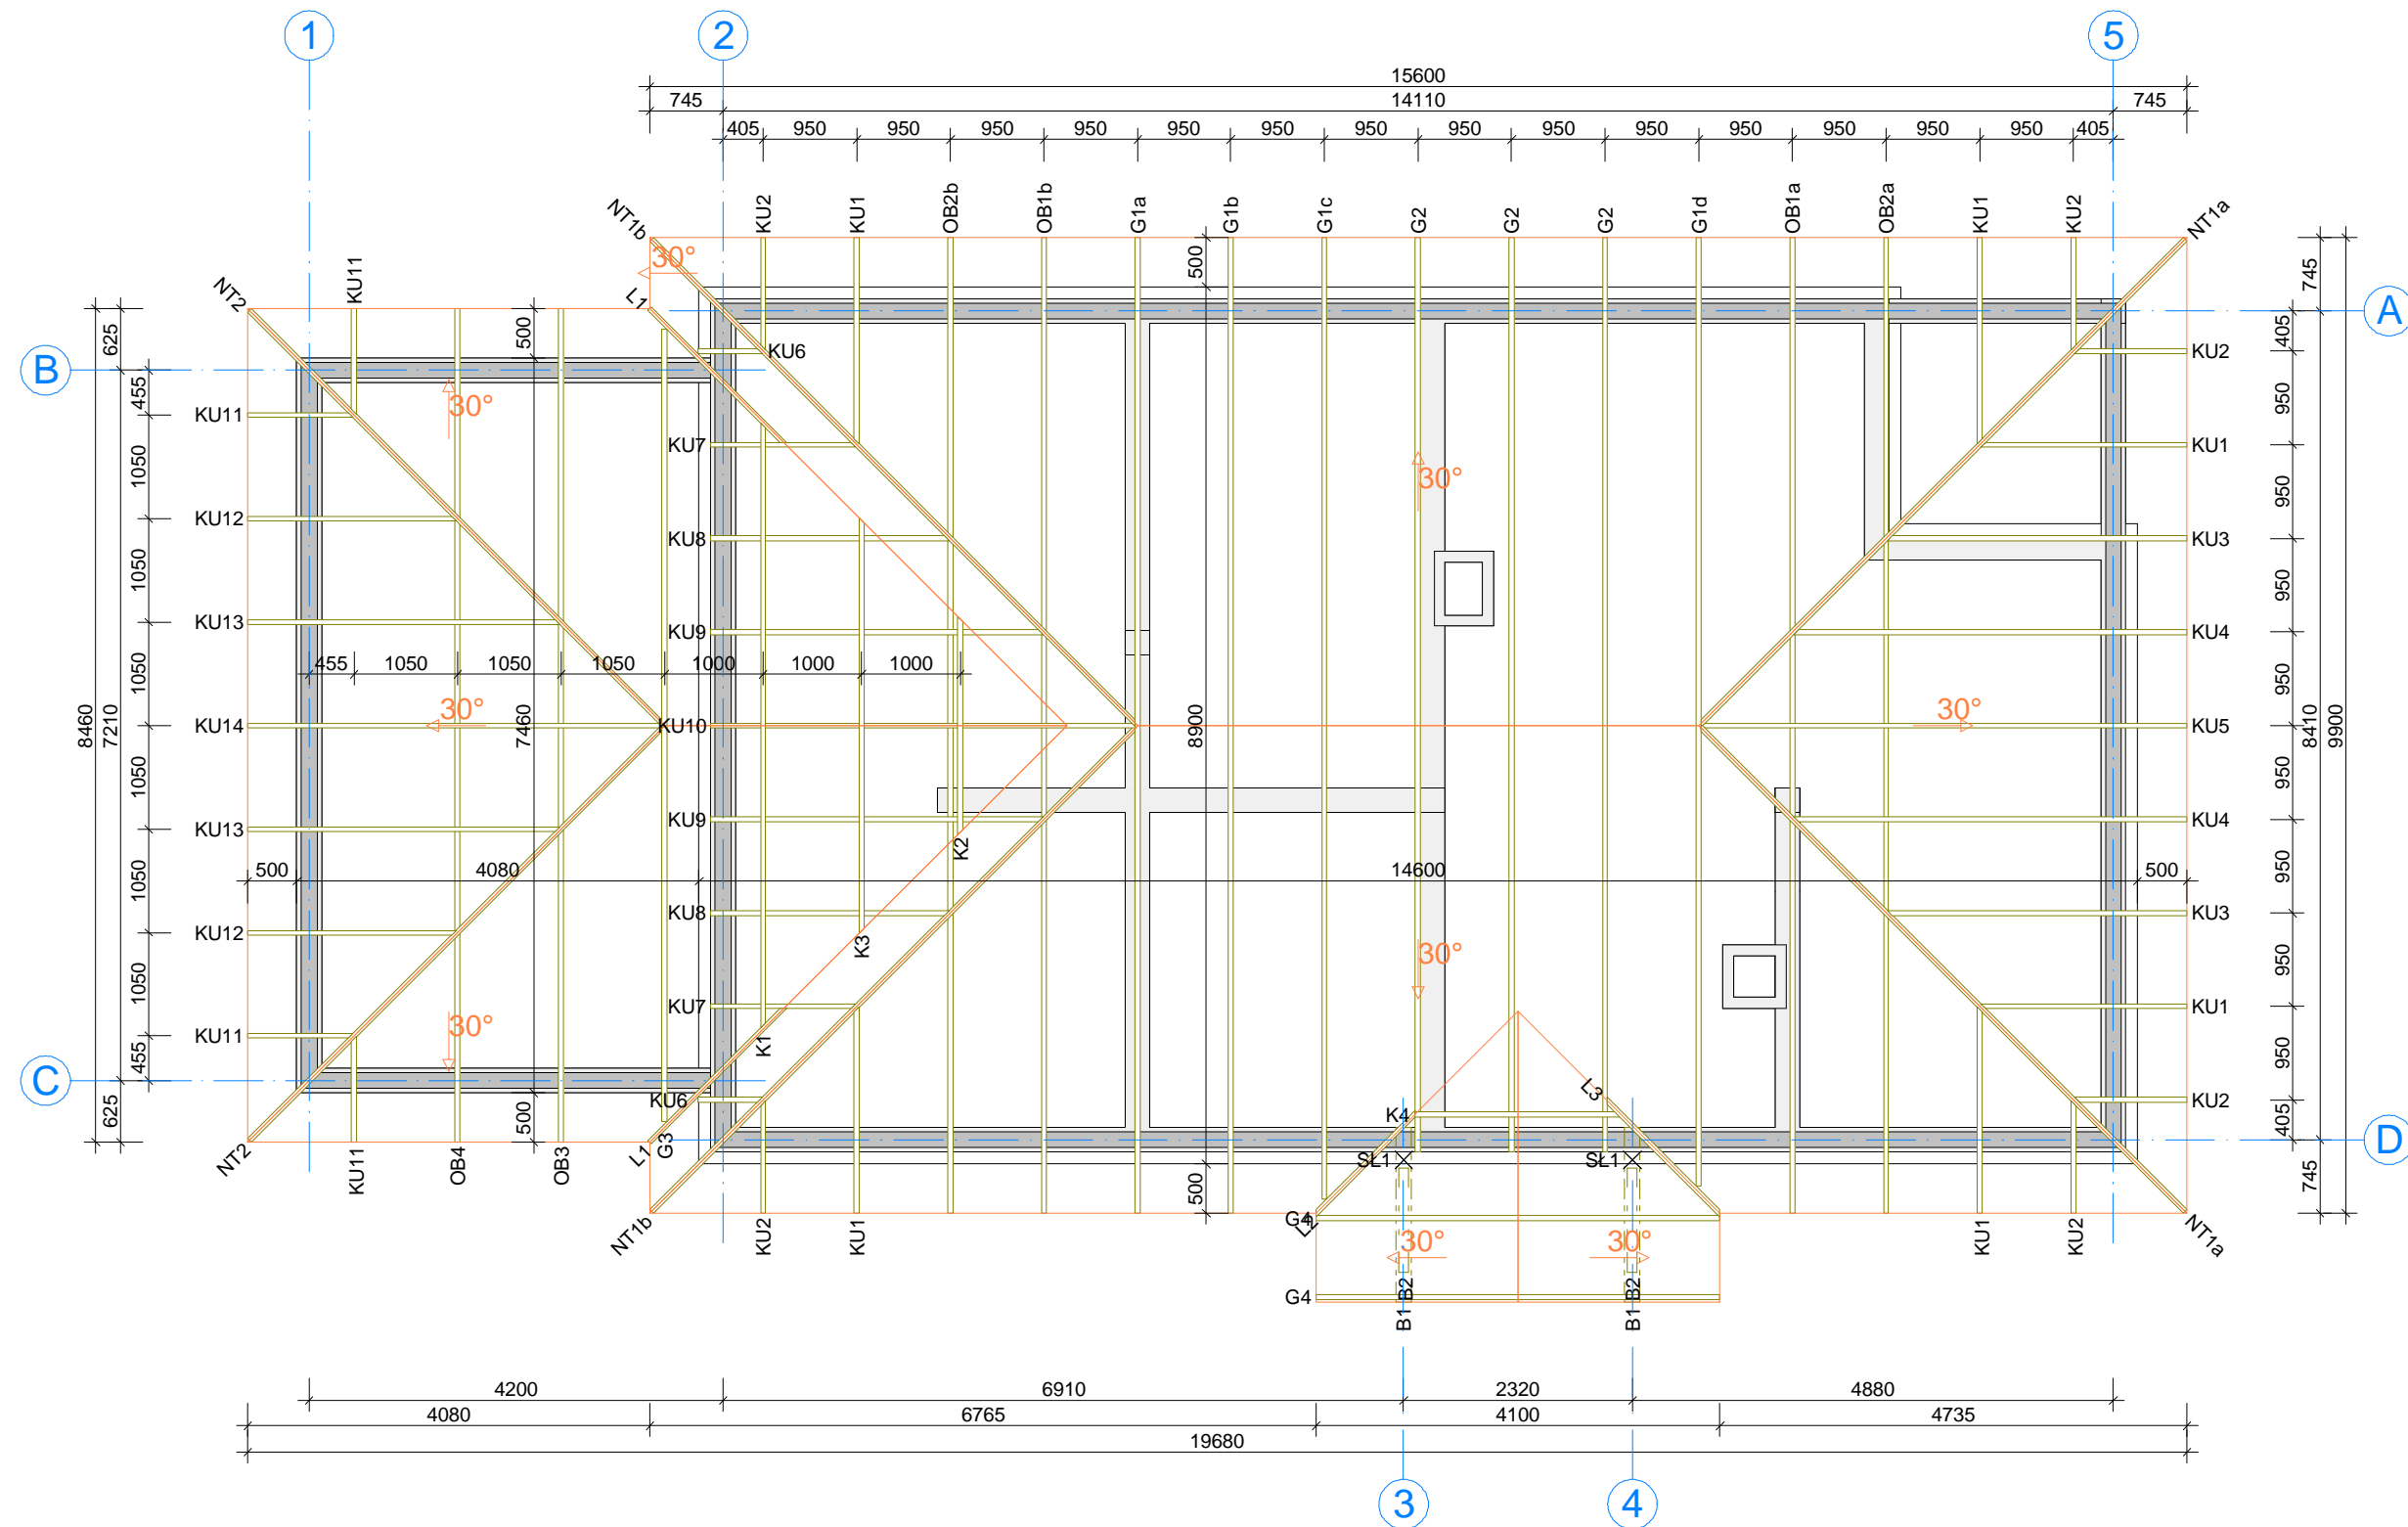 1 2 5
15600
745 14110 745
405 950 950 950 950 950 950 950 950 950 950 950 950 950 950 405
NT1b KU2 KU1 OB2b OB1b G1a G1b G1c G2 G2 G2 G1d OB1a OB2a KU1 KU2 NT1a
NT2 KU11 L1 30° 500 745
A
625 500 405
B
KU6 KU2
455 30° 950
KU11 KU7 KU1
1050 30° 950
KU12 KU8 KU3
1050 950
KU13 KU9 KU4
1050 455 1050 1050 1050 1000 1000 1000 950
30° 30°
8460 7210 KU14 7460 KU10 8900 KU5 8410 9900
1050 950
KU13 KU9 K2 KU4
500 4080 14600 500
1050 950
KU12 KU8 K3 KU3
30°
1050 950
KU11 30° KU7 KU1
455 K1 950
C
KU6 L3 KU2
K4 405
625 500
D
NT2 KU11 OB4 OB3 L1 G3 SL1 SL1
500 745
NT1b KU2 KU1 G4 L2 KU1 KU2 NT1a
30° 30°
G4 B1 B2 B1 B2
4200 6910 2320 4880
4080 6765 4100 4735
19680
3 4